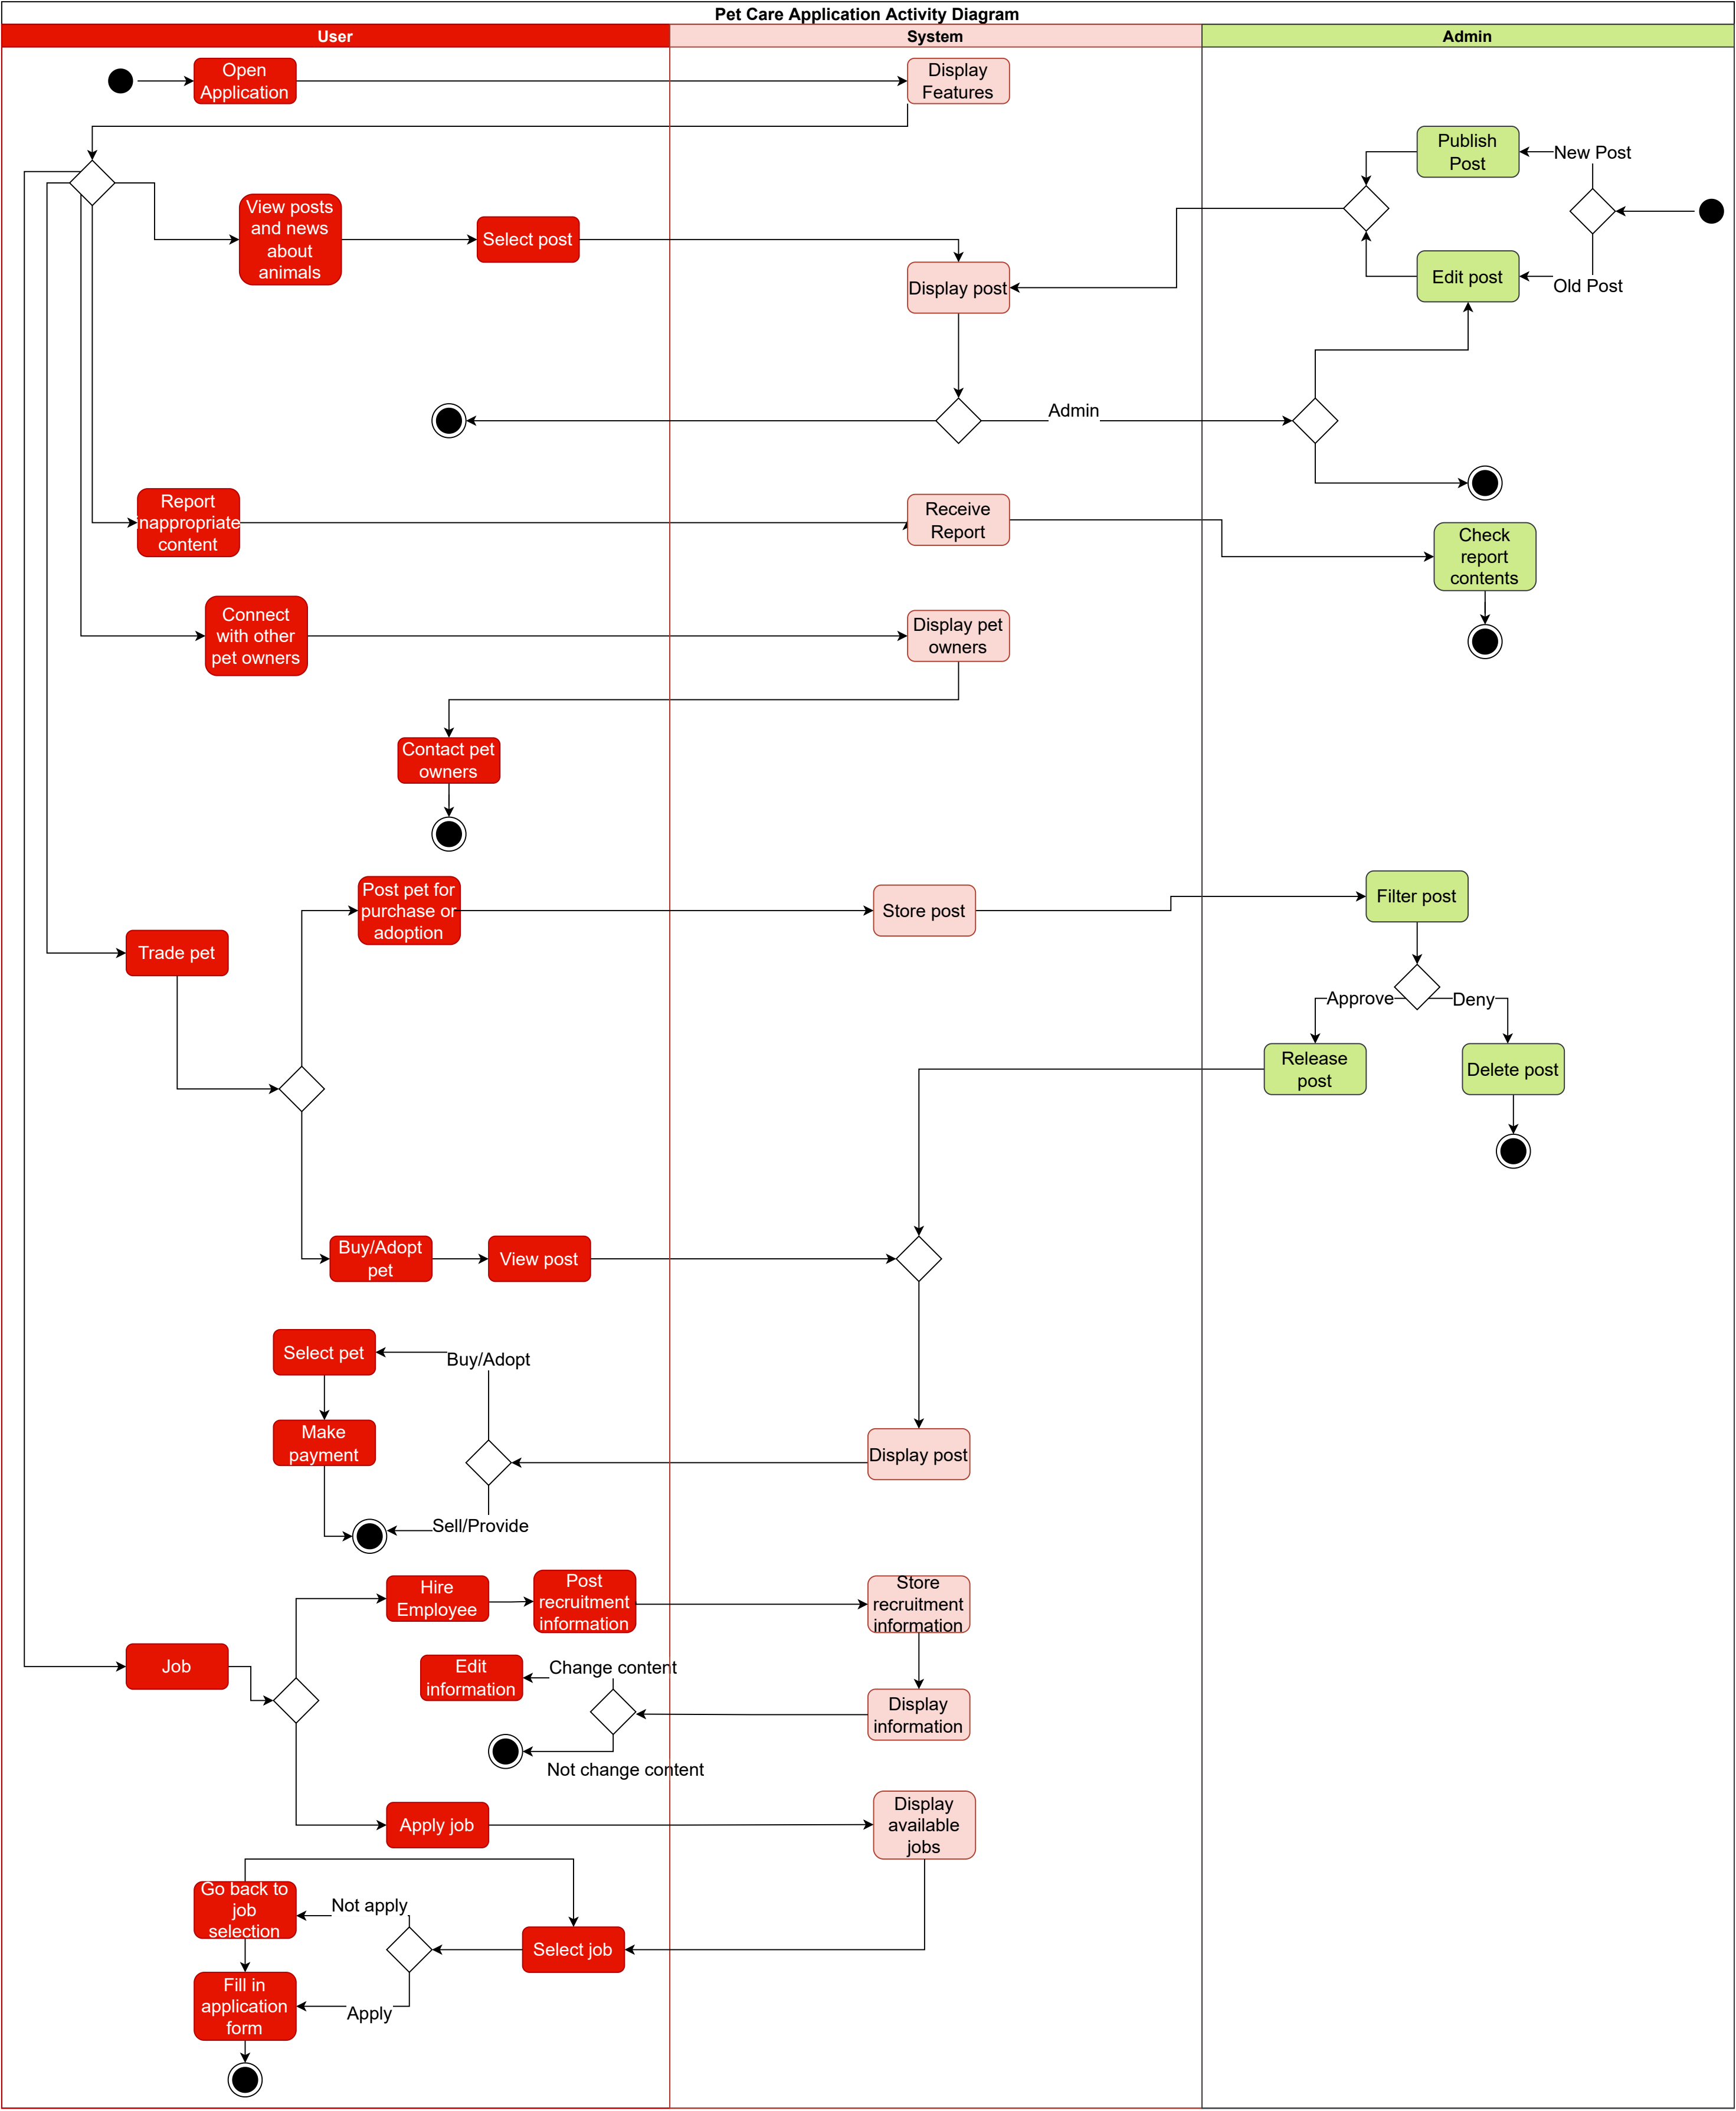 Pet Care Application Activity Diagram
User
System
Admin
Open
Application
Display
Features
Publish
Post
New Post
View posts
and news
about
animals
Select post
Display post
Edit post
Old Post
Admin
Report
inappropriate
content
Receive
Report
Check
report
contents
Connect
with other
pet owners
Display pet
owners
Contact pet
owners
Post pet for
purchase or
adoption
Store post
Filter post
Trade pet
Approve
Deny
Release
post
Delete post
Buy/Adopt
pet
View post
Select pet
Buy/Adopt
Make
payment
Display post
Sell/Provide
Hire
Employee
Post
recruitment
information
Store
recruitment
information
Job
Edit
information
Change content
Display
information
Not change content
Apply job
Display
available
jobs
Go back to
job
selection
Not apply
Select job
Fill in
application
form
Apply